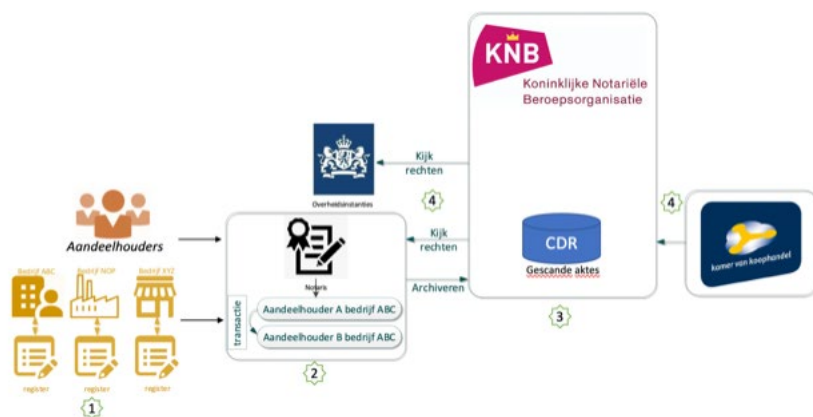 KNB
Koninklijke Notariële
Beroepsorganisatie
Kijk
rechten
4
Overheidsinstanties
Aandeelhouders
Bedrijf ABC
Bedrijf NOP
Bedrijf XYZ
Notaris
transactie
Aandeelhouder A bedrijf ABC
Aandeelhouder B bedrijf ABC
Kijk
rechten
Archiveren
CDR
Gescande aktes
4
kamer van koophandel
register
register
register
1
2
3